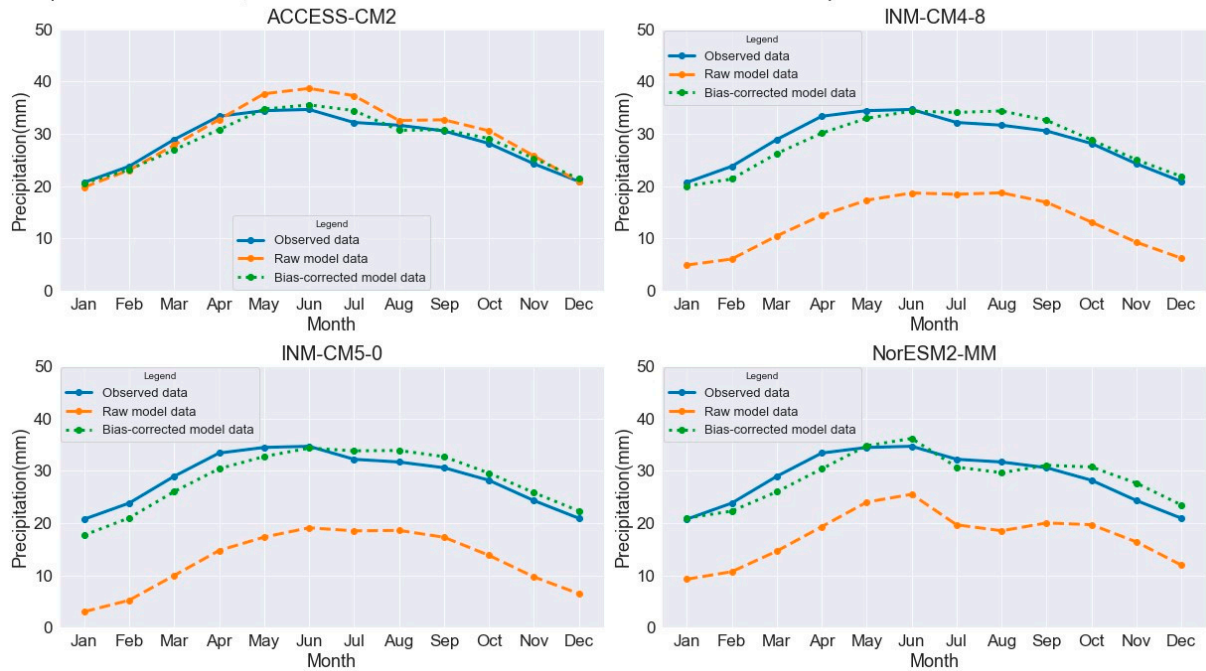 ACCESS-CM2
50
40
30
20
10
0
Precipitation(mm)
Legend
Observed data
Raw model data
Bias-corrected model data
Jan Feb Mar Apr May Jun Jul Aug Sep Oct Nov Dec
Month
INM-CM4-8
50
40
30
20
10
0
Precipitation(mm)
Legend
Observed data
Raw model data
Bias-corrected model data
Jan Feb Mar Apr May Jun Jul Aug Sep Oct Nov Dec
Month
INM-CM5-0
50
40
30
20
10
0
Precipitation(mm)
Legend
Observed data
Raw model data
Bias-corrected model data
Jan Feb Mar Apr May Jun Jul Aug Sep Oct Nov Dec
Month
NorESM2-MM
50
40
30
20
10
0
Precipitation(mm)
Legend
Observed data
Raw model data
Bias-corrected model data
Jan Feb Mar Apr May Jun Jul Aug Sep Oct Nov Dec
Month